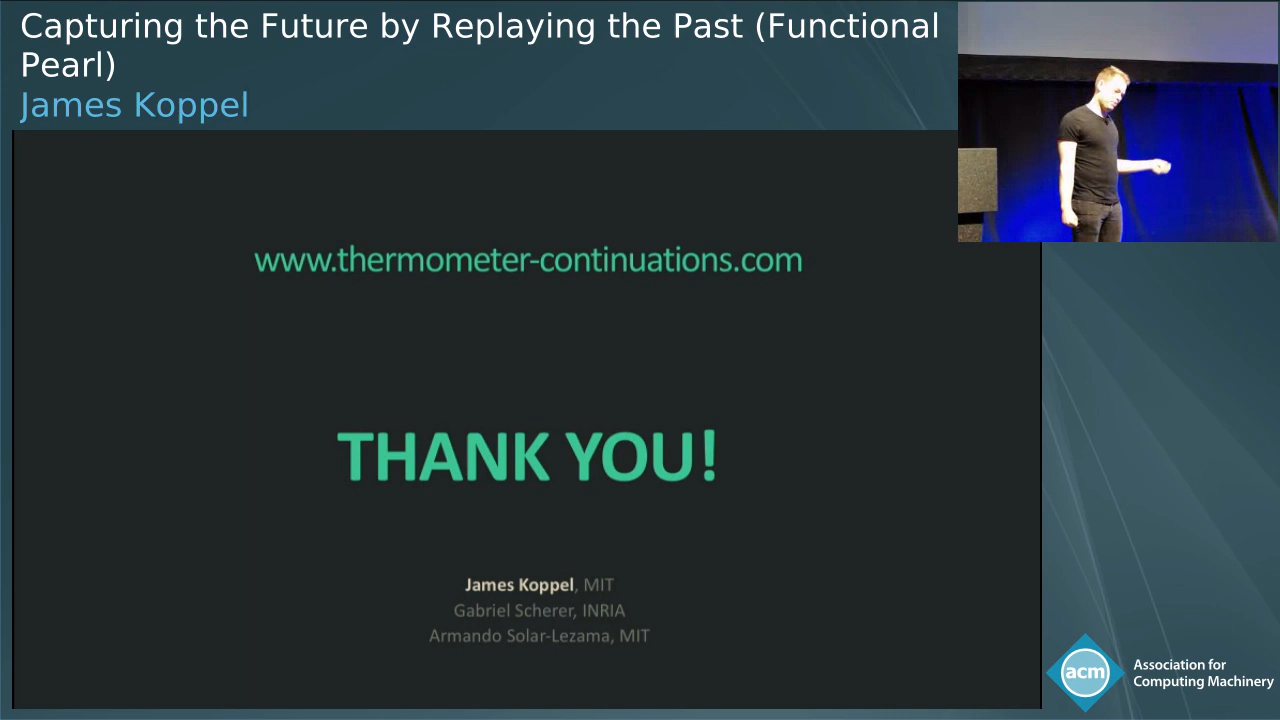 Capturing the Future by Replaying the Past (Functional
Pearl)
James Koppel
www.thermometer-continuations.com
THANK YOU!
James Koppel, MIT
Gabriel Scherer, INRIA
Armando Solar-Lezama, MIT
acm
Association for
Computing Machinery